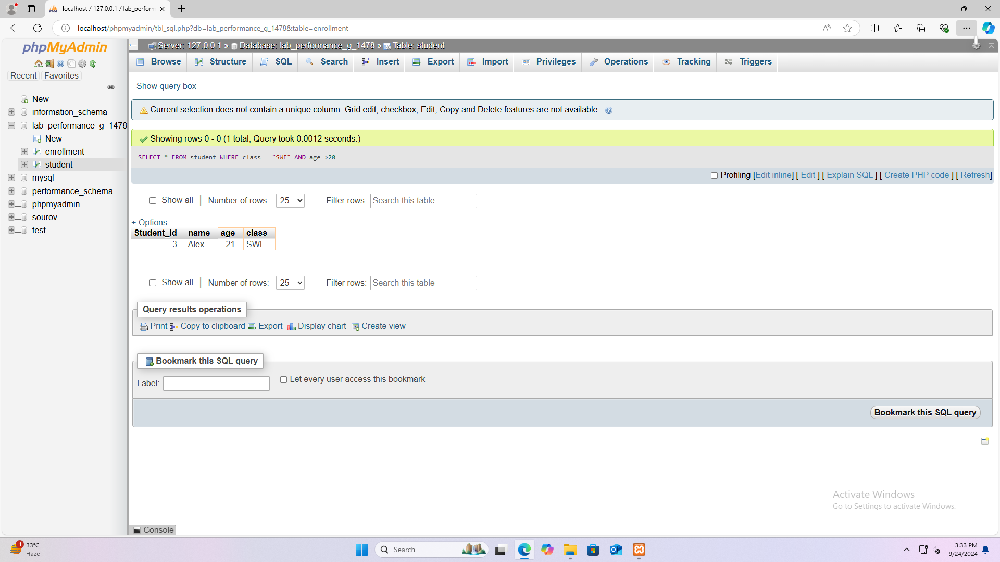 localhost / 127.0.0.1 / lab_perform
localhost/phpmyadmin/tbl_sql.php?db=lab_performance_g_1478&table=enrollment
phpMyAdmin
Recent Favorites
New
information_schema
lab_performance_g_1478
New
enrollment
student
mysql
performance_schema
phpmyadmin
sourov
test
Server: 127.0.0.1 » Database: lab_performance_g_1478 » Table: student
Browse Structure SQL Search Insert Export Import Privileges Operations Tracking Triggers
Show query box
Current selection does not contain a unique column. Grid edit, checkbox, Edit, Copy and Delete features are not available.
Showing rows 0 - 0 (1 total, Query took 0.0012 seconds.)
SELECT * FROM student WHERE class = "SWE" AND age >20
Profiling [Edit inline] [ Edit ] [ Explain SQL ] [ Create PHP code ] [ Refresh]
Show all | Number of rows: 25 Filter rows: Search this table
+ Options
Student_id name age class
3 Alex 21 SWE
Show all | Number of rows: 25 Filter rows: Search this table
Query results operations
Print Copy to clipboard Export Display chart Create view
Bookmark this SQL query
Label: Let every user access this bookmark
Bookmark this SQL query
Activate Windows
Go to Settings to activate Windows.
Console
1 33°C
Haze
Search
3:33 PM
9/24/2024